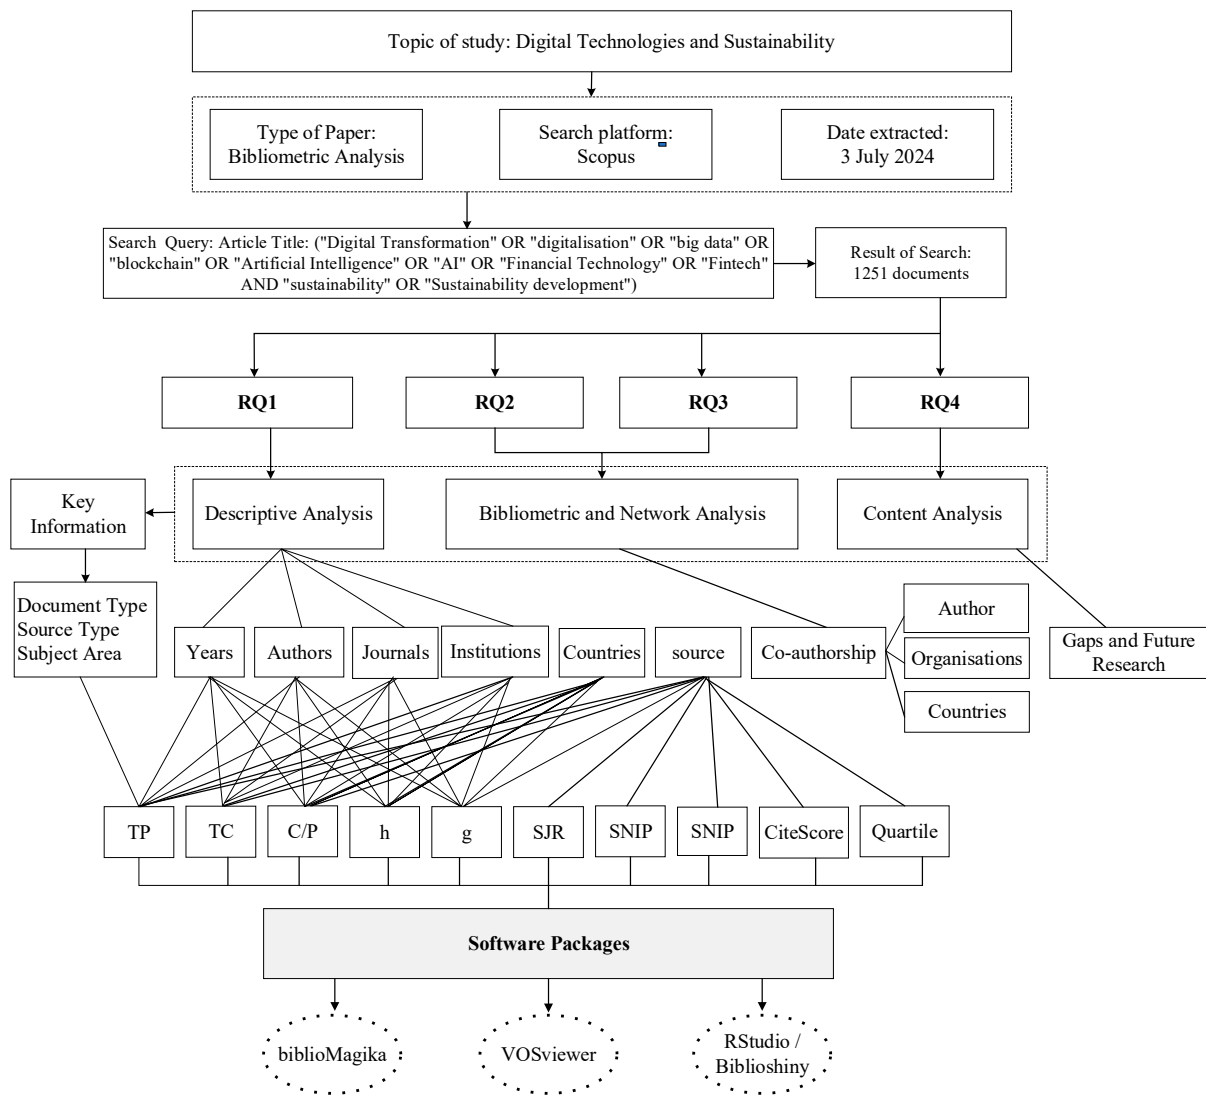 Topic of study: Digital Technologies and Sustainability
Type of Paper:
Bibliometric Analysis
Search platform:
Scopus
Date extracted:
3 July 2024
Search Query: Article Title: ("Digital Transformation" OR "digitalisation" OR "big data" OR
"blockchain" OR "Artificial Intelligence" OR "AI" OR "Financial Technology" OR "Fintech"
AND "sustainability" OR "Sustainability development")
Result of Search:
1251 documents
RQ1
RQ2
RQ3
RQ4
Key
Information
Descriptive Analysis
Bibliometric and Network Analysis
Content Analysis
Document Type
Source Type
Subject Area
Years
Authors
Journals
Institutions
Countries
source
Co-authorship
Author
Organisations
Countries
Gaps and Future
Research
TP
TC
C/P
h
g
SJR
SNIP
SNIP
CiteScore
Quartile
Software Packages
biblioMagika
VOSviewer
RStudio /
Biblioshiny